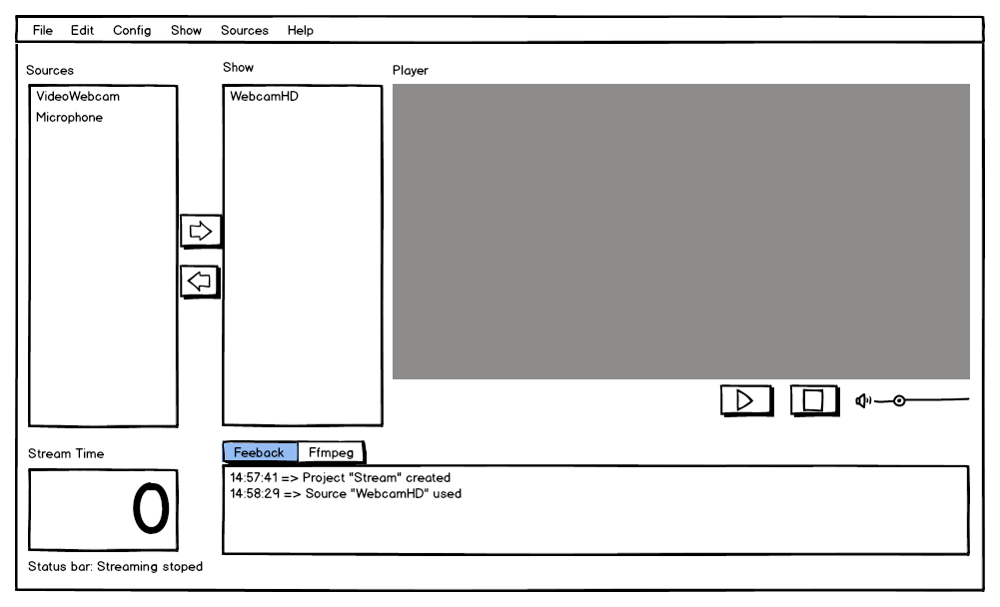 File Edit Config Show Sources Help
Sources
Show
Player
VideoWebcam
Microphone
WebcamHD
Stream Time
0
Feeback Ffmpeg
14:57:41 => Project "Stream" created
14:58:29 => Source "WebcamHD" used
Status bar: Streaming stoped